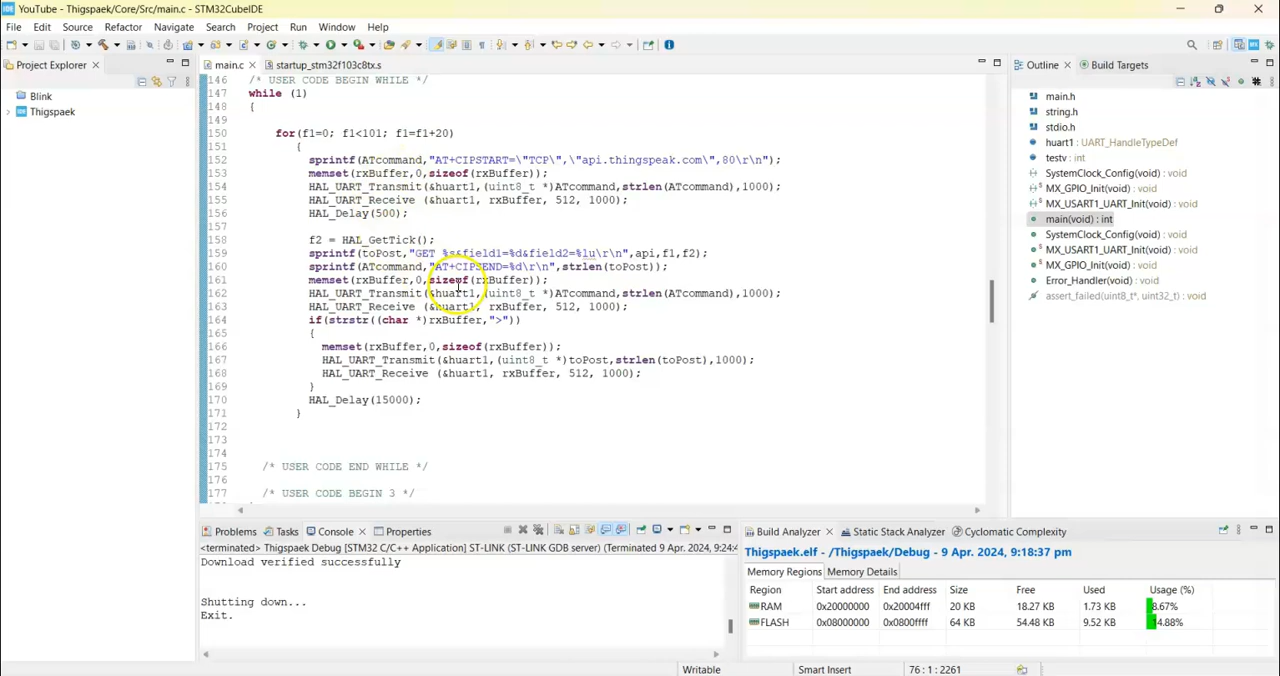 YouTube - Thigspaek/Core/Src/main.c - STM32CubeIDE
File Edit Source Refactor Navigate Search Project Run Window Help
Project Explorer
Blink
Thigspaek
main.c
startup_stm32f103c8tx.s
146 /* USER CODE BEGIN WHILE */
147 while (1)
148 {
149
150 for(f1=0; f1<101; f1=f1+20)
151 {
152 sprintf(ATcommand,"AT+CIPSTART=\"TCP\",\"api.thingspeak.com\",80\r\n");
153 memset(rxBuffer,0,sizeof(rxBuffer));
154 HAL_UART_Transmit(&huart1,(uint8_t *)ATcommand,strlen(ATcommand),1000);
155 HAL_UART_Receive (&huart1, rxBuffer, 512, 1000);
156 HAL_Delay(500);
157
158 f2 = HAL_GetTick();
159 sprintf(toPost,"GET %s&field1=%d&field2=%lu\r\n",api,f1,f2);
160 sprintf(ATcommand,"AT+CIPSEND=%d\r\n",strlen(toPost));
161 memset(rxBuffer,0,sizeof(rxBuffer));
162 HAL_UART_Transmit(&huart1,(uint8_t *)ATcommand,strlen(ATcommand),1000);
163 HAL_UART_Receive (&huart1, rxBuffer, 512, 1000);
164 if(strstr((char *)rxBuffer,">"))
165 {
166 memset(rxBuffer,0,sizeof(rxBuffer));
167 HAL_UART_Transmit(&huart1,(uint8_t *)toPost,strlen(toPost),1000);
168 HAL_UART_Receive (&huart1, rxBuffer, 512, 1000);
169 }
170 HAL_Delay(15000);
171 }
172
173
174
175 /* USER CODE END WHILE */
176
177 /* USER CODE BEGIN 3 */
Outline Build Targets
main.h
string.h
stdio.h
huart1 : UART_HandleTypeDef
testv : int
SystemClock_Config(void) : void
MX_GPIO_Init(void) : void
MX_USART1_UART_Init(void) : void
main(void) : int
SystemClock_Config(void) : void
MX_USART1_UART_Init(void) : void
MX_GPIO_Init(void) : void
Error_Handler(void) : void
assert_failed(uint8_t*, uint32_t) : void
Problems Tasks Console Properties
<terminated> Thigspaek Debug [STM32 C/C++ Application] ST-LINK (ST-LINK GDB server) (Terminated 9 Apr. 2024, 9:24:4
Download verified successfully
Shutting down...
Exit.
Build Analyzer Static Stack Analyzer Cyclomatic Complexity
Thigspaek.elf - /Thigspaek/Debug - 9 Apr. 2024, 9:18:37 pm
Memory Regions Memory Details
Region Start address End address Size Free Used Usage (%)
RAM 0x20000000 0x20004fff 20 KB 18.27 KB 1.73 KB 8.67%
FLASH 0x08000000 0x0800ffff 64 KB 54.48 KB 9.52 KB 14.88%
Writable Smart Insert 76 : 1 : 2261